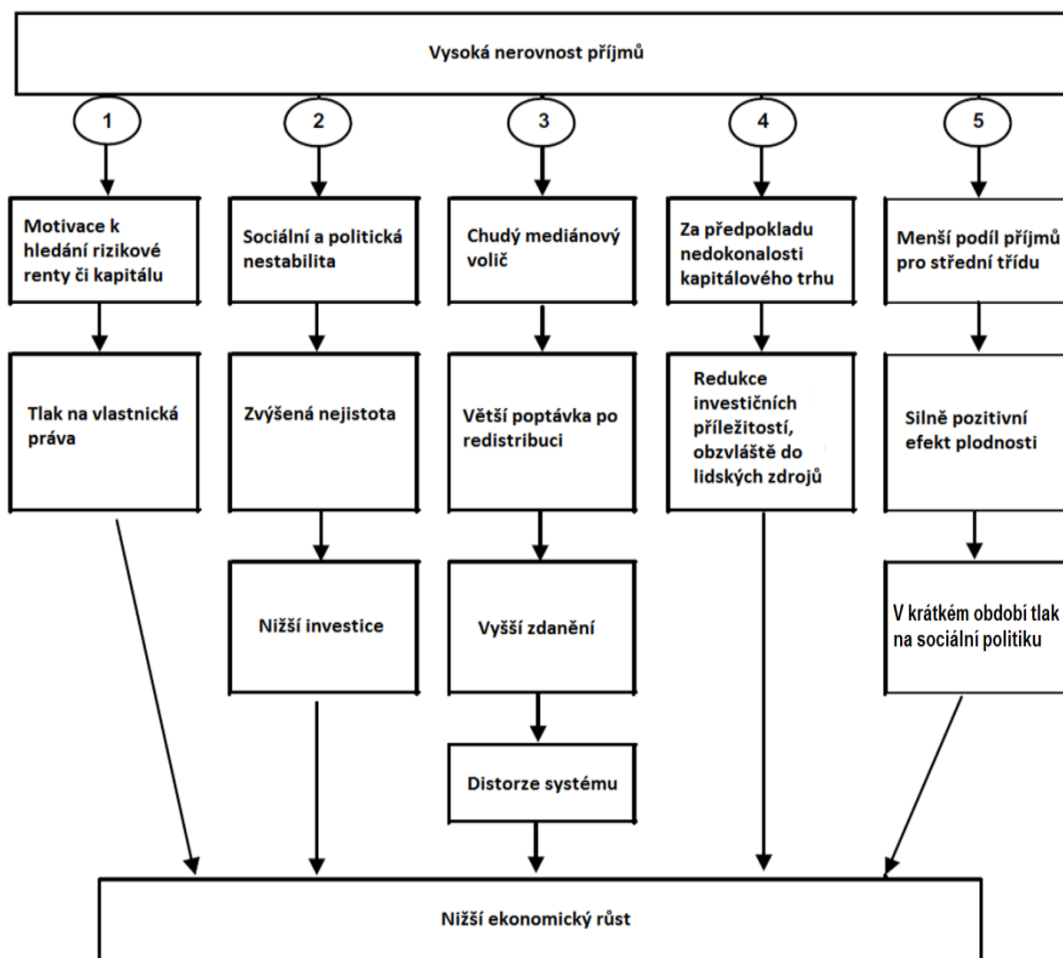 Vysoká nerovnost příjmů
1
2
3
4
5
Motivace k
hledání rizikové
renty či kapitálu
Sociální a politická
nestabilita
Chudý mediánový
volič
Za předpokladu
nedokonalosti
kapitálového trhu
Menší podíl příjmů
pro střední třídu
Tlak na vlastnická
práva
Zvýšená nejistota
Větší poptávka po
redistribuci
Redukce
investičních
příležitostí,
obzvláště do
lidských zdrojů
Silně pozitivní
efekt plodnosti
Nižší investice
Vyšší zdanění
V krátkém období tlak
na sociální politiku
Distorze systému
Nižší ekonomický růst